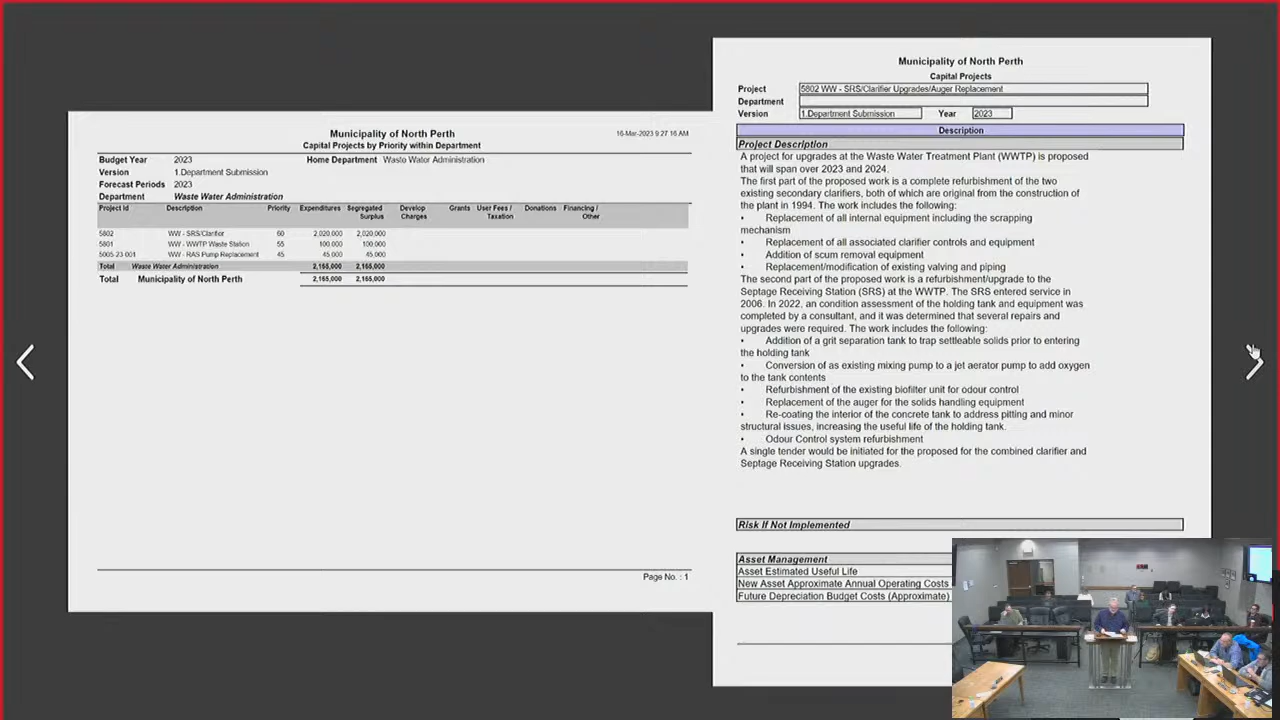 Municipality of North Perth
16-Mar-2023 9:27:16 AM
Capital Projects by Priority within Department
Budget Year 2023 Home Department Waste Water Administration
Version 1.Department Submission
Forecast Periods 2023
Department Waste Water Administration
Project Id Description Priority Expenditures Segregated Surplus Develop Charges Grants User Fees / Taxation Donations Financing / Other
5802 WW - SRS/Clarifier 60 2,020,000 2,020,000
5801 WW - WWTP Waste Station 55 100,000 100,000
5005 23 001 WW - RAS Pump Replacement 45 45,000 45,000
Total Waste Water Administration 2,165,000 2,165,000
Total Municipality of North Perth 2,165,000 2,165,000
Page No. : 1
Municipality of North Perth
Capital Projects
Project 5802 WW - SRS/Clarifier Upgrades/Auger Replacement
Department
Version 1.Department Submission Year 2023
Description
Project Description
A project for upgrades at the Waste Water Treatment Plant (WWTP) is proposed
that will span over 2023 and 2024.
The first part of the proposed work is a complete refurbishment of the two
existing secondary clarifiers, both of which are original from the construction of
the plant in 1994. The work includes the following:
• Replacement of all internal equipment including the scrapping
mechanism
• Replacement of all associated clarifier controls and equipment
• Addition of scum removal equipment
• Replacement/modification of existing valving and piping
The second part of the proposed work is a refurbishment/upgrade to the
Septage Receiving Station (SRS) at the WWTP. The SRS entered service in
2006. In 2022, an condition assessment of the holding tank and equipment was
completed by a consultant, and it was determined that several repairs and
upgrades were required. The work includes the following:
• Addition of a grit separation tank to trap settleable solids prior to entering
the holding tank
• Conversion of as existing mixing pump to a jet aerator pump to add oxygen
to the tank contents
• Refurbishment of the existing biofilter unit for odour control
• Replacement of the auger for the solids handling equipment
• Re-coating the interior of the concrete tank to address pitting and minor
structural issues, increasing the useful life of the holding tank.
• Odour Control system refurbishment
A single tender would be initiated for the proposed for the combined clarifier and
Septage Receiving Station upgrades.
Risk If Not Implemented
Asset Management
Asset Estimated Useful Life
New Asset Approximate Annual Operating Costs
Future Depreciation Budget Costs (Approximate)